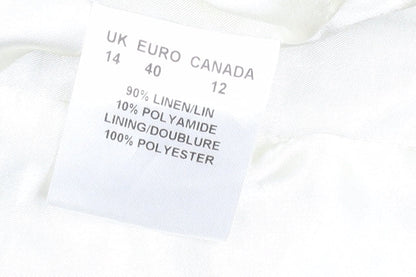 UK EURO CANADA
14 40 12
90% LINEN/LIN
10% POLYAMIDE
LINING/DOUBLURE
100% POLYESTER